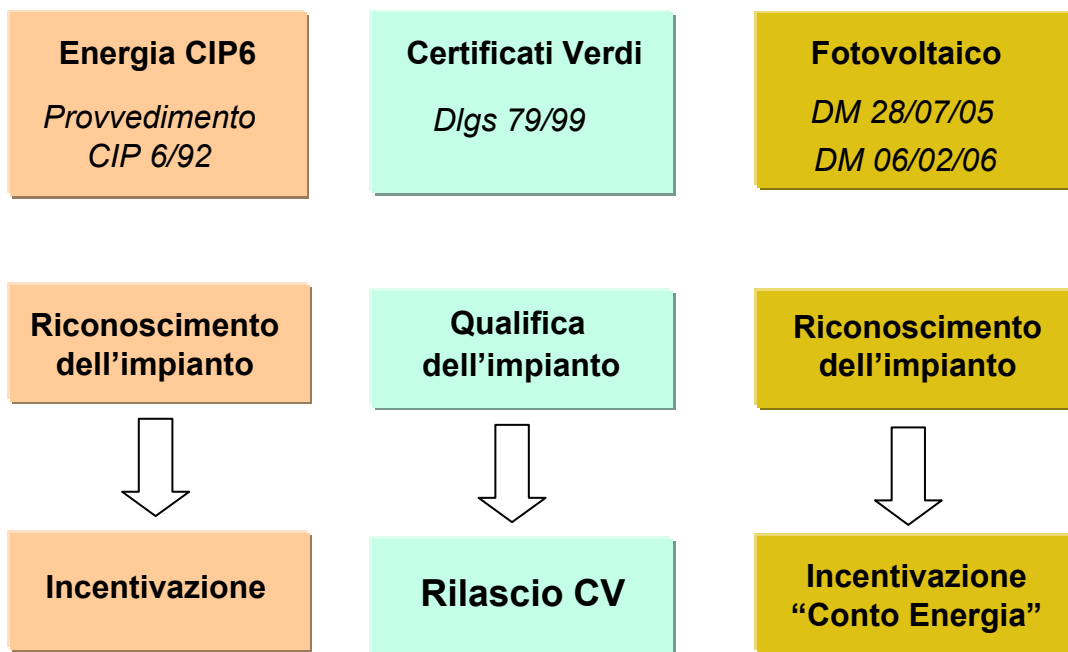 Energia CIP6
Provvedimento
CIP 6/92
Certificati Verdi
Dlgs 79/99
Fotovoltaico
DM 28/07/05
DM 06/02/06
Riconoscimento
dell’impianto
Qualifica
dell’impianto
Riconoscimento
dell’impianto
Incentivazione
Rilascio CV
Incentivazione
“Conto Energia”